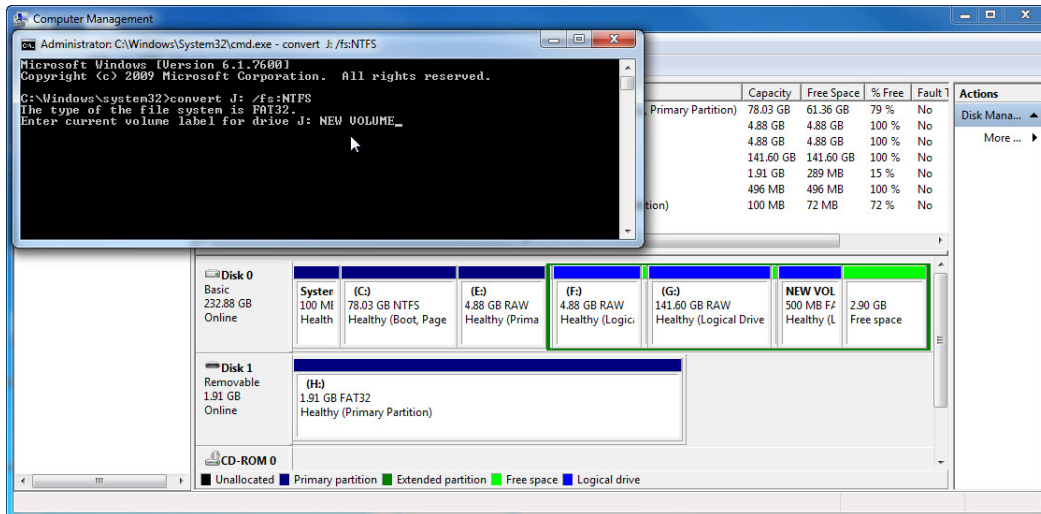 Computer Management
Administrator: C:\Windows\System32\cmd.exe - convert J: /fs:NTFS
Microsoft Windows [Version 6.1.7600]
Copyright (c) 2009 Microsoft Corporation. All rights reserved.
C:\Windows\system32>convert J: /fs:NTFS
The type of the file system is FAT32.
Enter current volume label for drive J: NEW VOLUME_
Capacity Free Space % Free Fault T Actions
, Primary Partition) 78.03 GB 61.36 GB 79 % No
Disk Mana...
4.88 GB 4.88 GB 100 % No
More ...
4.88 GB 4.88 GB 100 % No
141.60 GB 141.60 GB 100 % No
1.91 GB 289 MB 15 % No
496 MB 496 MB 100 % No
tion) 100 MB 72 MB 72 % No
Disk 0
Basic
232.88 GB
Online
System
100 MB
Health
(C:)
78.03 GB NTFS
Healthy (Boot, Page
(E:)
4.88 GB RAW
Healthy (Prima
(F:)
4.88 GB RAW
Healthy (Logica
(G:)
141.60 GB RAW
Healthy (Logical Drive
NEW VOL
500 MB FA
Healthy (L
2.90 GB
Free space
Disk 1
Removable
1.91 GB
Online
(H:)
1.91 GB FAT32
Healthy (Primary Partition)
CD-ROM 0
Unallocated Primary partition Extended partition Free space Logical drive